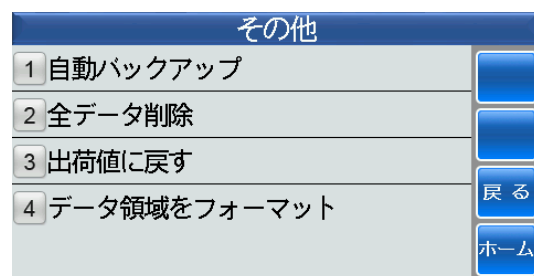 その他
1 自動バックアップ
2 全データ削除
3 出荷値に戻す
4 データ領域をフォーマット
戻る
ホーム